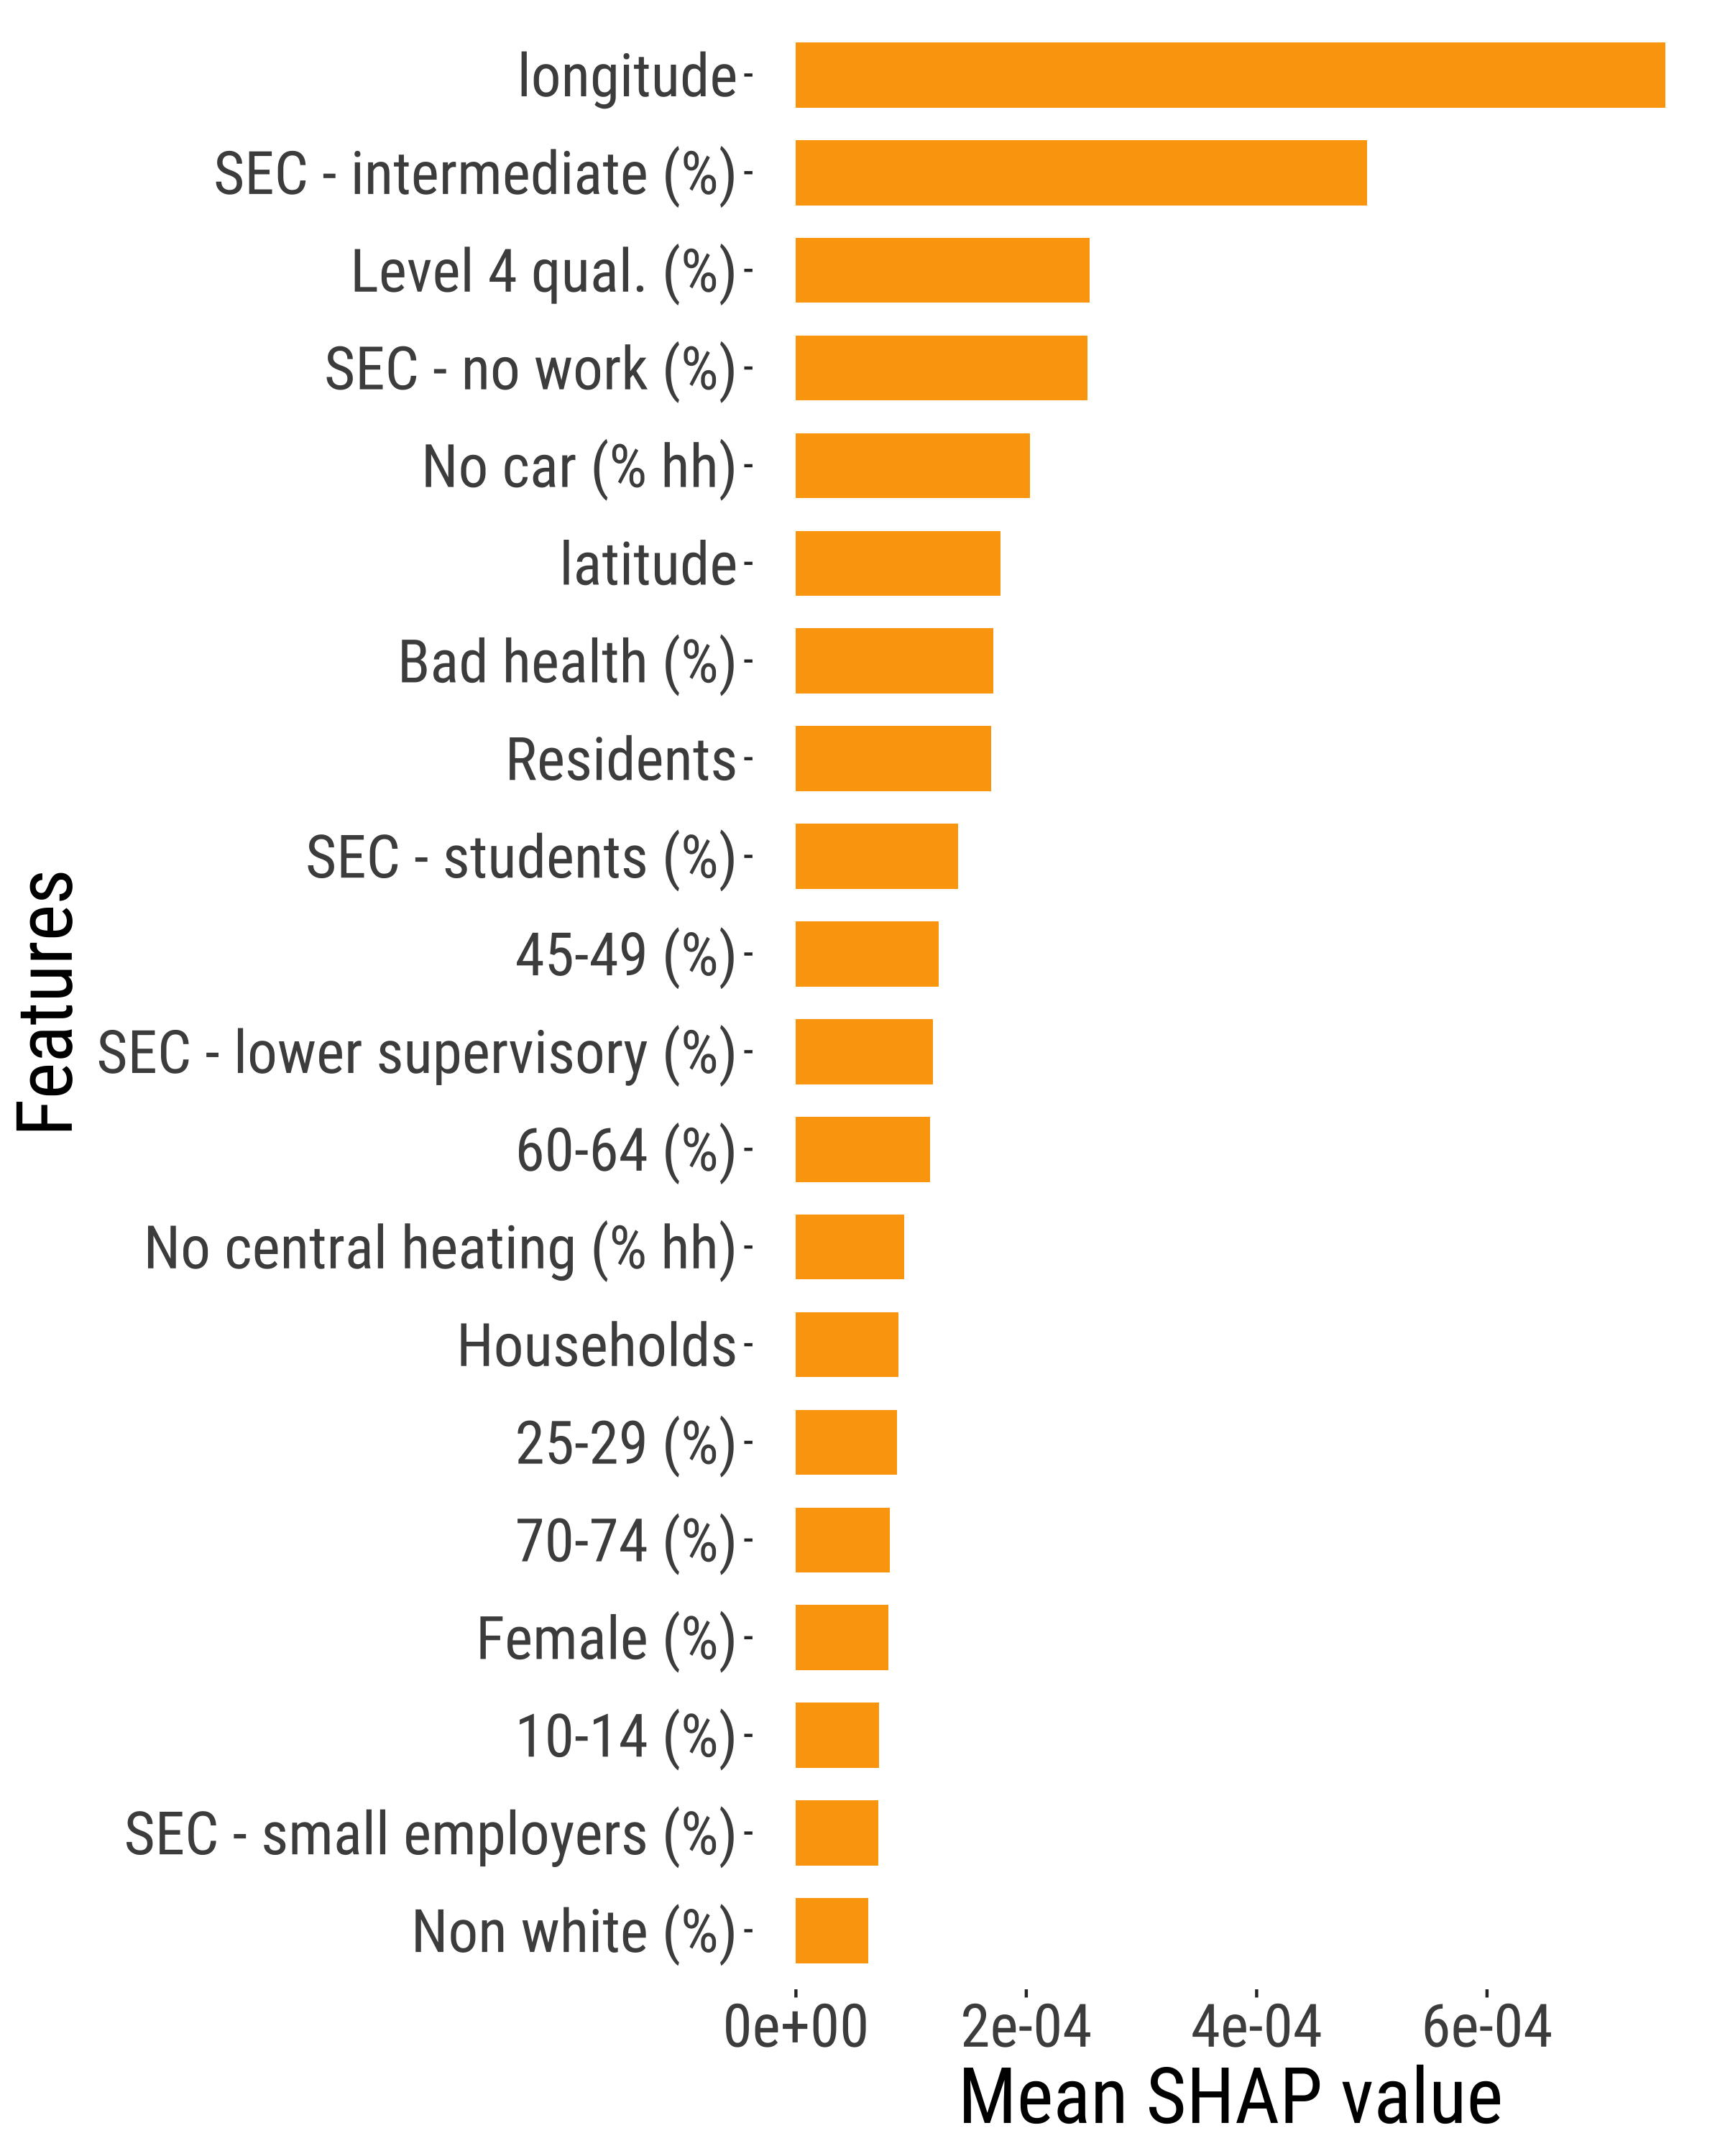 longitude
SEC - intermediate (%)
Level 4 qual. (%)
SEC - no work (%)
No car (% hh)
latitude
Bad health (%)
Residents
SEC - students (%)
45-49 (%)
SEC - lower supervisory (%)
60-64 (%)
No central heating (% hh)
Households
25-29 (%)
70-74 (%)
Female (%)
10-14 (%)
SEC - small employers (%)
Non white (%)
Features
0e+00 2e-04 4e-04 6e-04
Mean SHAP value